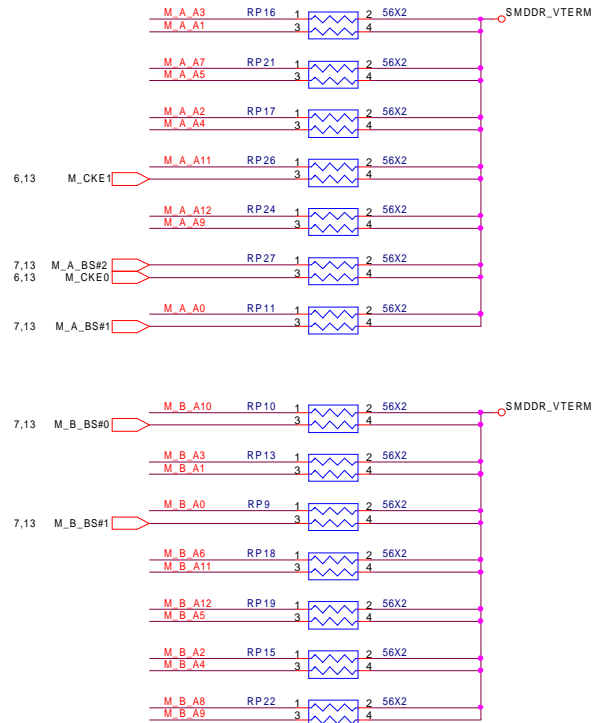 M_A_A3 RP16 1 2 56X2 SMDDR_VTERM
M_A_A1 3 4
M_A_A7 RP21 1 2 56X2
M_A_A5 3 4
M_A_A2 RP17 1 2 56X2
M_A_A4 3 4
M_A_A11 RP26 1 2 56X2
6,13 M_CKE1 3 4
M_A_A12 RP24 1 2 56X2
M_A_A9 3 4
7,13 M_A_BS#2 RP27 1 2 56X2
6,13 M_CKE0 3 4
M_A_A0 RP11 1 2 56X2
7,13 M_A_BS#1 3 4
M_B_A10 RP10 1 2 56X2 SMDDR_VTERM
7,13 M_B_BS#0 3 4
M_B_A3 RP13 1 2 56X2
M_B_A1 3 4
M_B_A0 RP9 1 2 56X2
7,13 M_B_BS#1 3 4
M_B_A6 RP18 1 2 56X2
M_B_A11 3 4
M_B_A12 RP19 1 2 56X2
M_B_A5 3 4
M_B_A2 RP15 1 2 56X2
M_B_A4 3 4
M_B_A8 RP22 1 2 56X2
M_B_A9 3 4